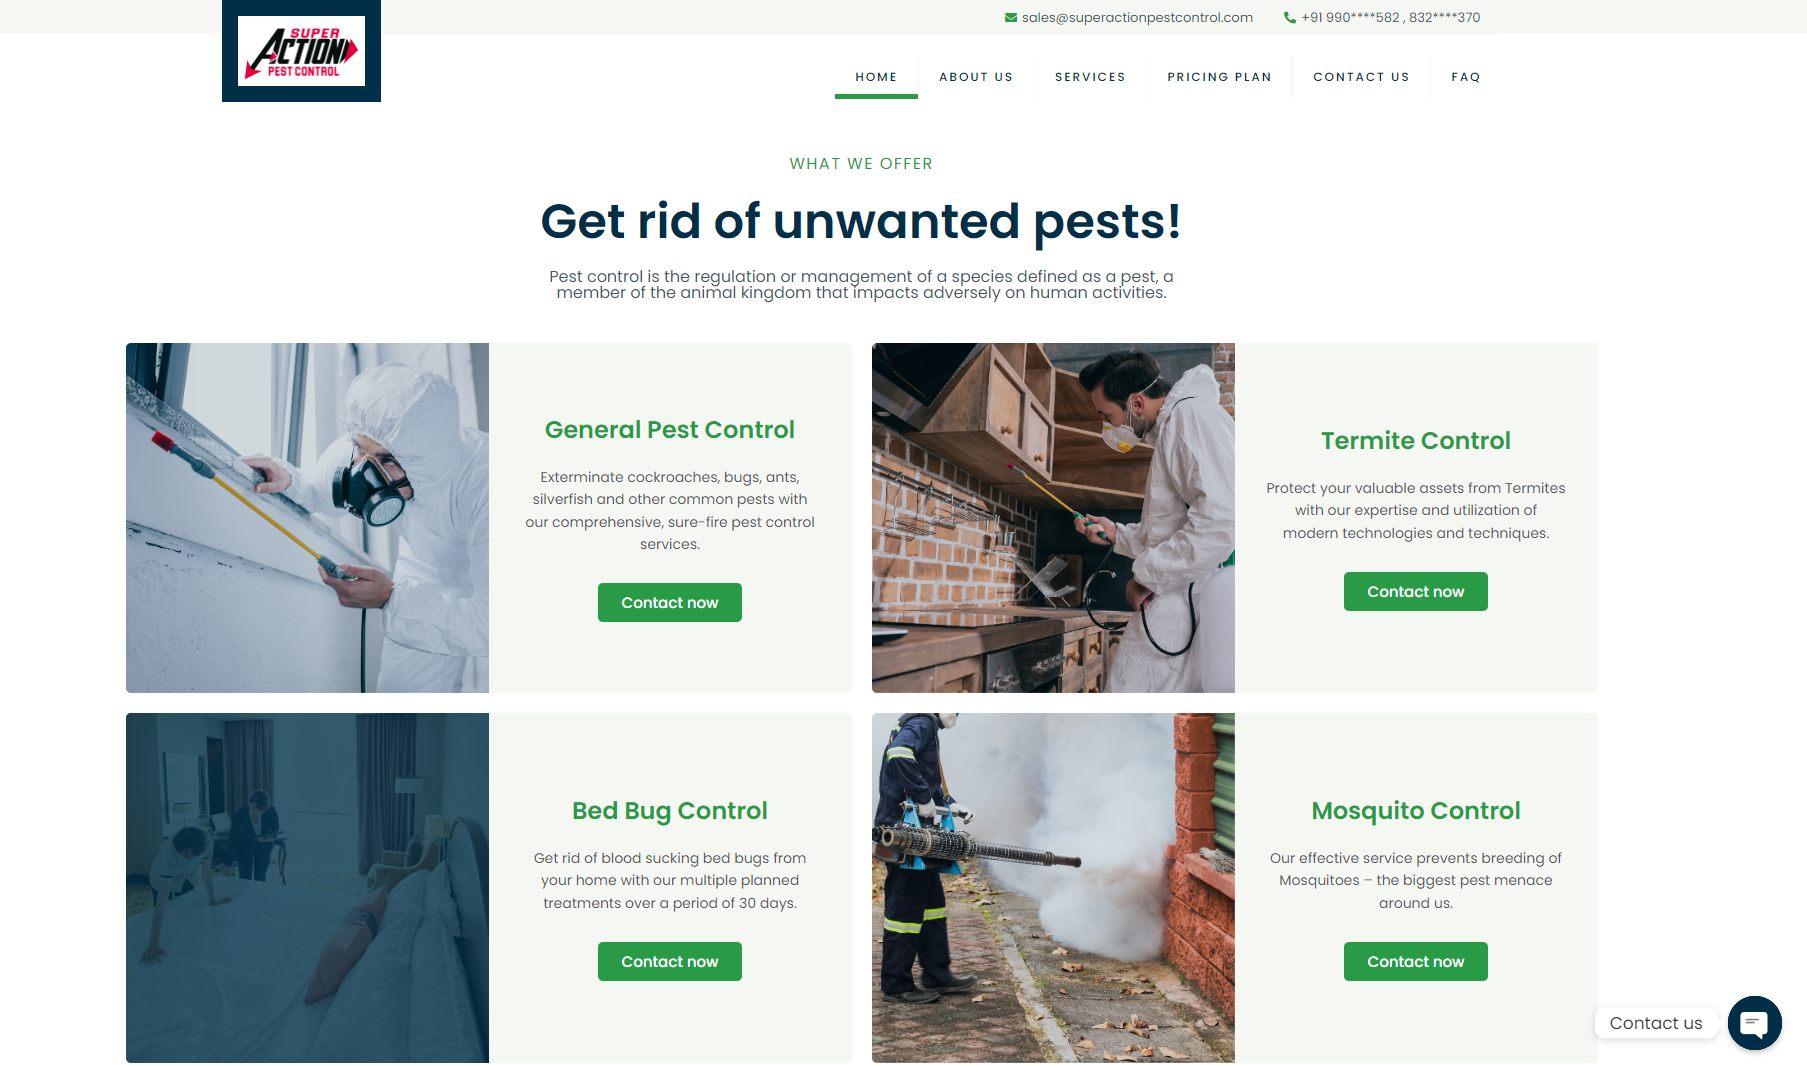 SUPER
ACTION
PEST CONTROL
sales@superactionpestcontrol.com
+91 990****582 , 832****370
HOME
ABOUT US
SERVICES
PRICING PLAN
CONTACT US
FAQ
WHAT WE OFFER
Get rid of unwanted pests!
Pest control is the regulation or management of a species defined as a pest, a
member of the animal kingdom that impacts adversely on human activities.
General Pest Control
Exterminate cockroaches, bugs, ants,
silverfish and other common pests with
our comprehensive, sure-fire pest control
services.
Contact now
Termite Control
Protect your valuable assets from Termites
with our expertise and utilization of
modern technologies and techniques.
Contact now
Bed Bug Control
Get rid of blood sucking bed bugs from
your home with our multiple planned
treatments over a period of 30 days.
Contact now
Mosquito Control
Our effective service prevents breeding of
Mosquitoes – the biggest pest menace
around us.
Contact now
Contact us